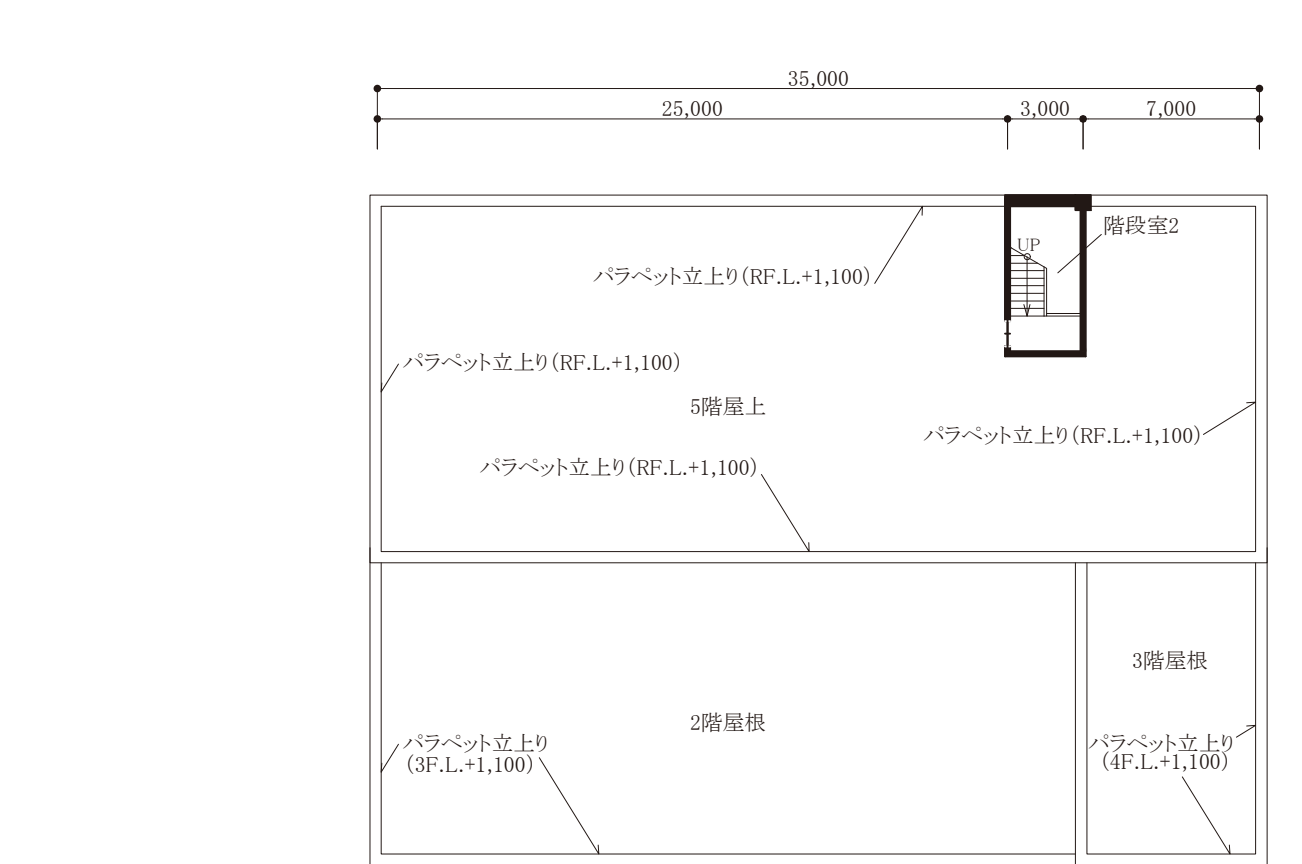 35,000
25,000
3,000
7,000
階段室2
UP
パラペット立上り(RF.L.+1,100)
パラペット立上り(RF.L.+1,100)
5階屋上
パラペット立上り(RF.L.+1,100)
パラペット立上り(RF.L.+1,100)
3階屋根
2階屋根
パラペット立上り
(3F.L.+1,100)
パラペット立上り
(4F.L.+1,100)